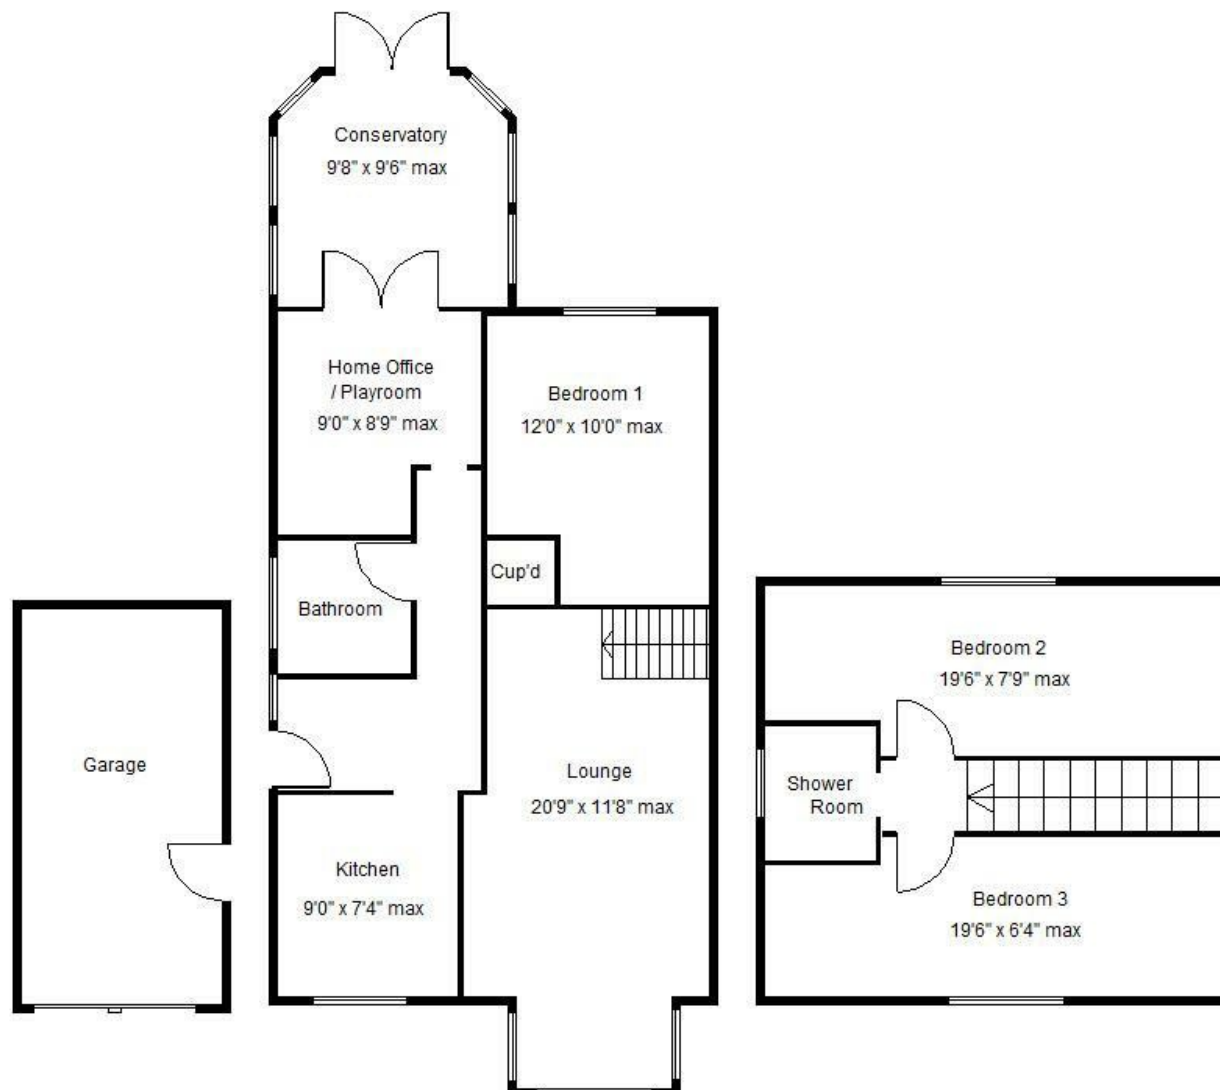 Conservatory
9'8" x 9'6" max
Home Office
/ Playroom
9'0" x 8'9" max
Bedroom 1
12'0" x 10'0" max
Cup'd
Bathroom
Garage
Lounge
20'9" x 11'8" max
Kitchen
9'0" x 7'4" max
Bedroom 2
19'6" x 7'9" max
Shower
Room
Bedroom 3
19'6" x 6'4" max